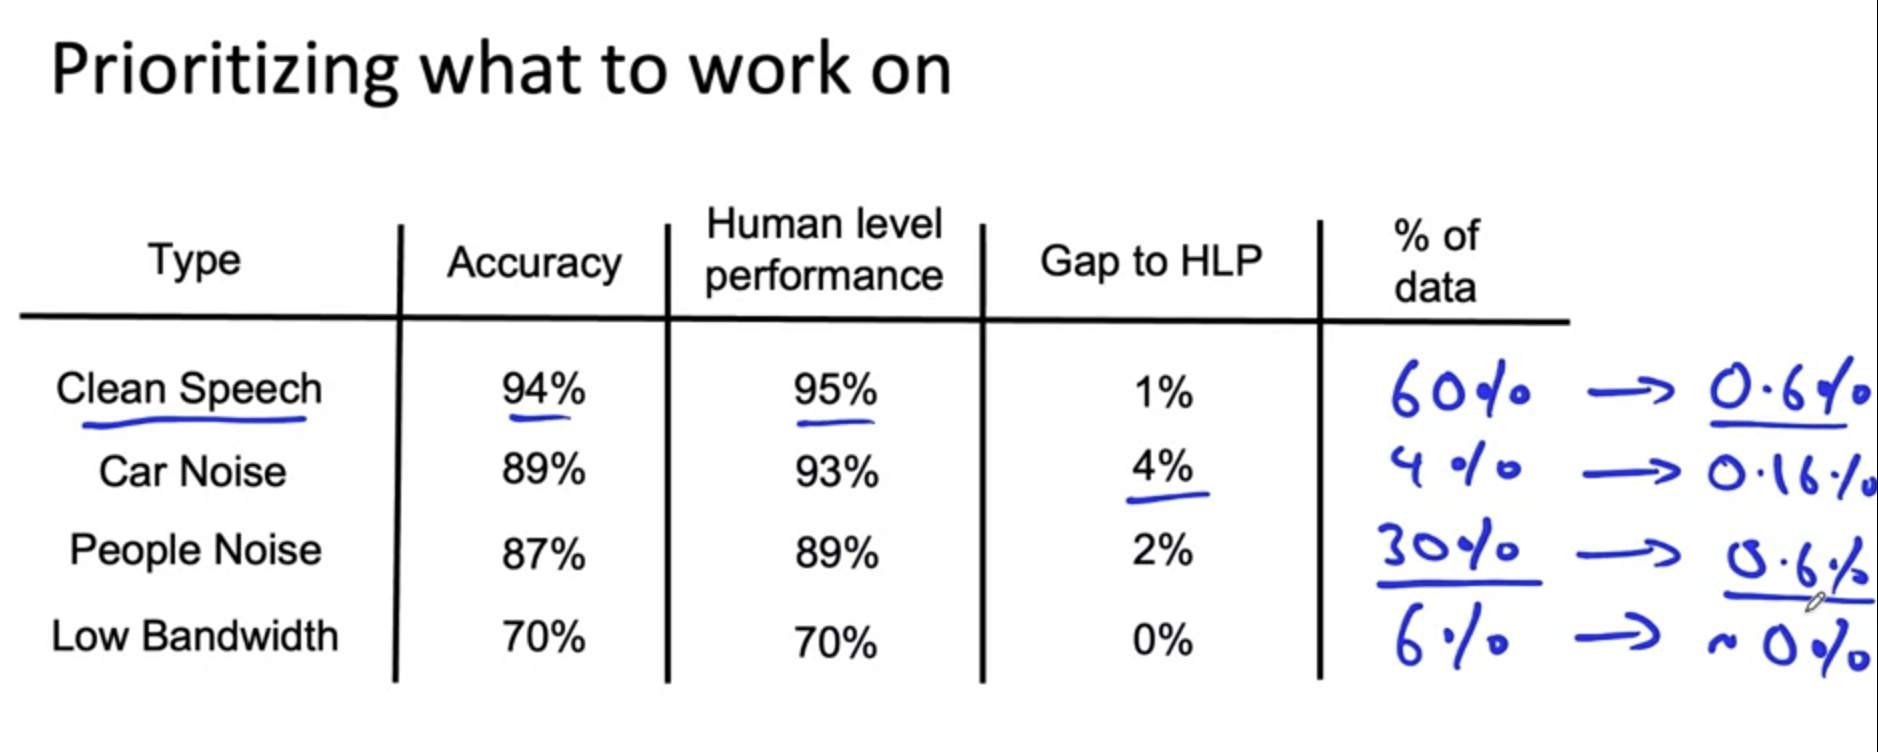 Prioritizing what to work on
Type Accuracy Human level performance Gap to HLP % of data
Clean Speech 94% 95% 1% 60% → 0.6%
Car Noise 89% 93% 4% 4% → 0.16%
People Noise 87% 89% 2% 30% → 0.6%
Low Bandwidth 70% 70% 0% 6% → ~0%